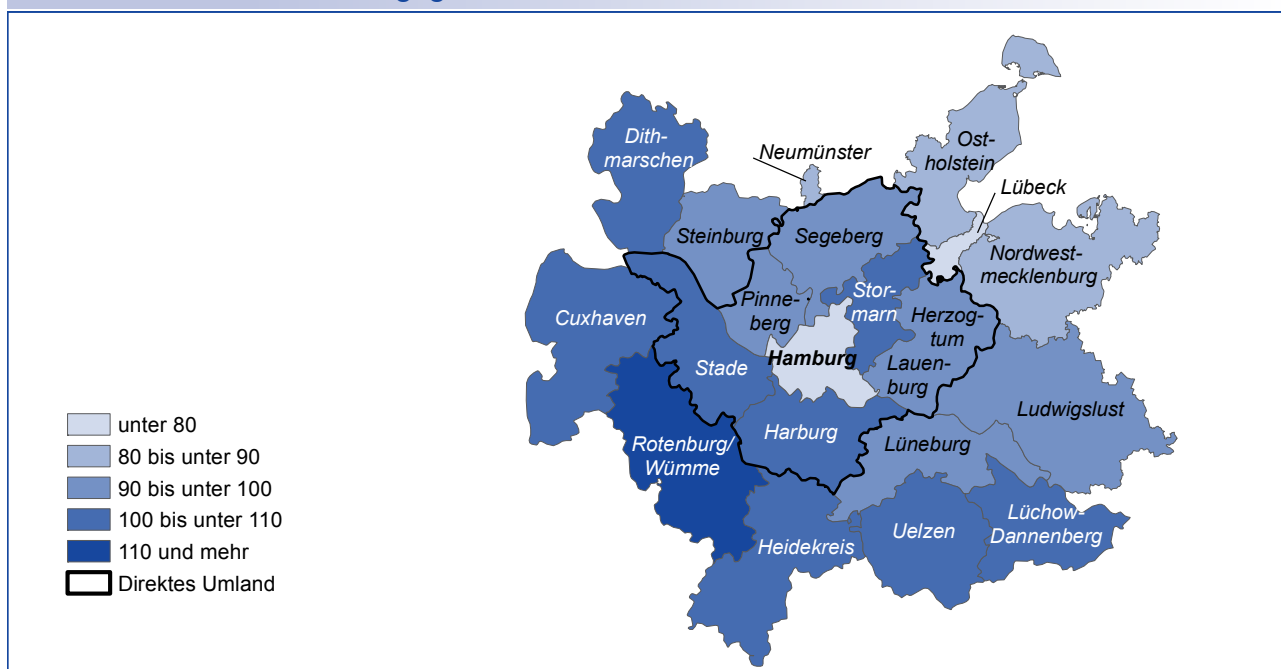 Dith-
marschen
Neumünster
Ost-
holstein
Lübeck
Steinburg
Segeberg
Nordwest-
mecklenburg
Pinne-
berg
Stor-
marn
Herzog-
tum
Lauen-
burg
Cuxhaven
Stade
Hamburg
Ludwigslust
Harburg
Lüneburg
Rotenburg/
Wümme
Heidekreis
Uelzen
Lüchow-
Dannenberg
unter 80
80 bis unter 90
90 bis unter 100
100 bis unter 110
110 und mehr
Direktes Umland